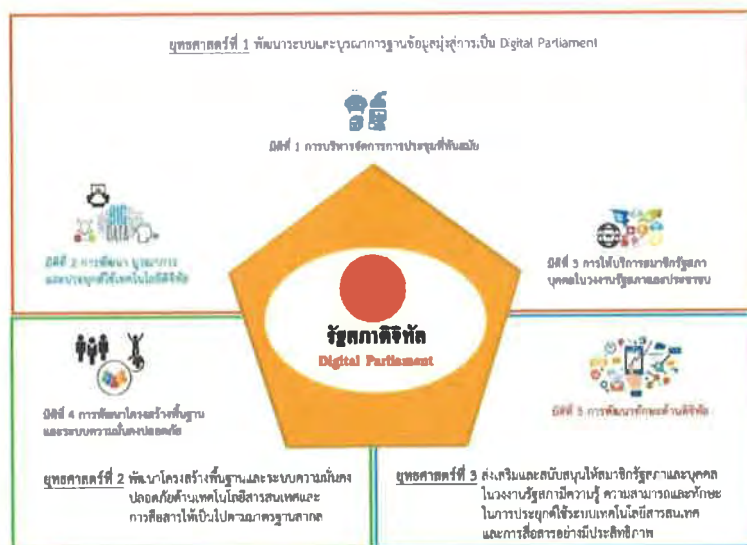 ยุทธศาสตร์ที่ 1 พัฒนาระบบและบูรณาการฐานข้อมูลมุ่งสู่การเป็น Digital Parliament
มิติที่ 1 การบริหารจัดการการประชุมที่ทันสมัย
BIG
DATA
มิติที่ 2 การพัฒนา บูรณาการ
และประยุกต์ใช้เทคโนโลยีดิจิทัล
มิติที่ 3 การให้บริการสมาชิกรัฐสภา
บุคคลในวงงานรัฐสภาและประชาชน
รัฐสภาดิจิทัล
Digital Parliament
มิติที่ 4 การพัฒนาโครงสร้างพื้นฐาน
และระบบความมั่นคงปลอดภัย
มิติที่ 5 การพัฒนาทักษะด้านดิจิทัล
ยุทธศาสตร์ที่ 2 พัฒนาโครงสร้างพื้นฐานและระบบความมั่นคง
ปลอดภัยด้านเทคโนโลยีสารสนเทศและ
การสื่อสารให้เป็นไปตามมาตรฐานสากล
ยุทธศาสตร์ที่ 3 ส่งเสริมและสนับสนุนให้สมาชิกรัฐสภาและบุคคล
ในวงงานรัฐสภามีความรู้ ความสามารถและทักษะ
ในการประยุกต์ใช้ระบบเทคโนโลยีสารสนเทศ
และการสื่อสารอย่างมีประสิทธิภาพ